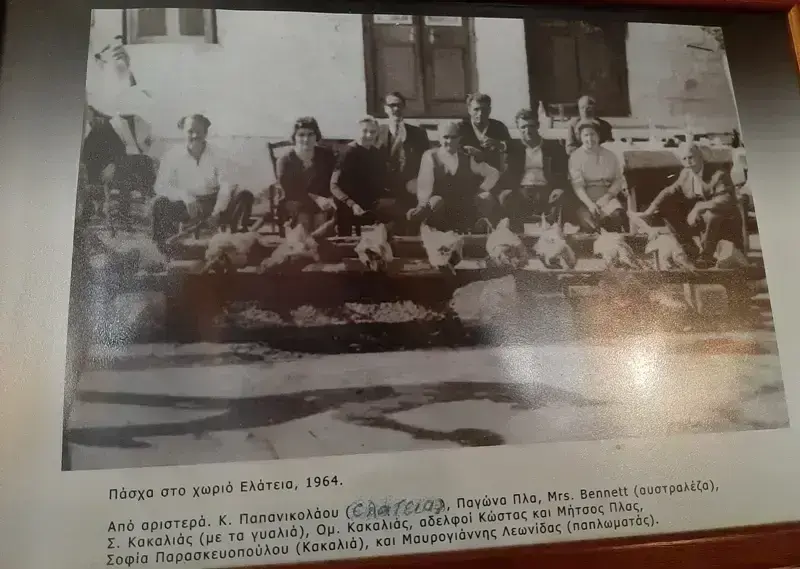 Πάσχα στο χωριό Ελάτεια, 1964.
Από αριστερά. Κ. Παπανικολάου (Ελάτεια), Παγώνα Πλα, Mrs. Bennett (αυστραλέζα),
Σ. Κακαλιάς (με τα γυαλιά), Ομ. Κακαλιάς, αδελφοί Κώστας και Μήτσος Πλας,
Σοφία Παρασκευοπούλου (Κακαλιά), και Μαυρογιάννης Λεωνίδας (παπλωματάς).